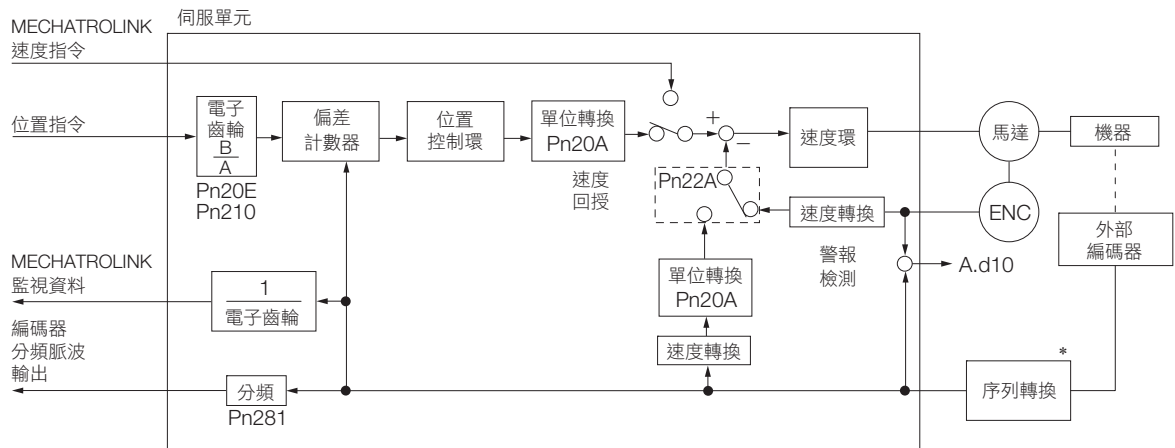 伺服單元
MECHATROLINK
速度指令
位置指令
電子
齒輪
B
A
Pn20E
Pn210
偏差
計數器
位置
控制環
單位轉換
Pn20A
速度
回授
+
−
速度環
馬達
機器
Pn22A
速度轉換
ENC
外部
編碼器
警報
檢測
A.d10
MECHATROLINK
監視資料
1
電子齒輪
單位轉換
Pn20A
速度轉換
編碼器
分頻脈波
輸出
分頻
Pn281
*
序列轉換